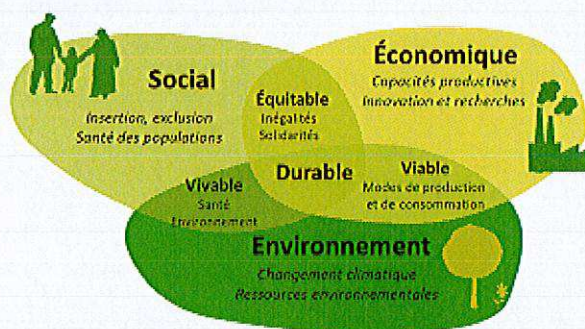 Social
Insertion, exclusion
Santé des populations
Économique
Capacités productives
Innovation et recherches
Équitable
Inégalités
Solidarités
Durable
Vivable
Santé
Environnement
Viable
Modes de production
et de consommation
Environnement
Changement climatique
Ressources environnementales